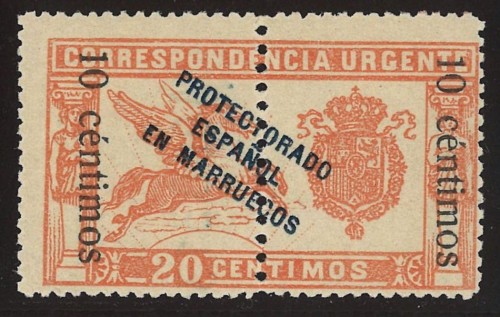 CORRESPONDENCIA URGENTE
10 céntimos
PROTECTORADO
ESPAÑOL
EN MARRUECOS
10 céntimos
20 CENTIMOS